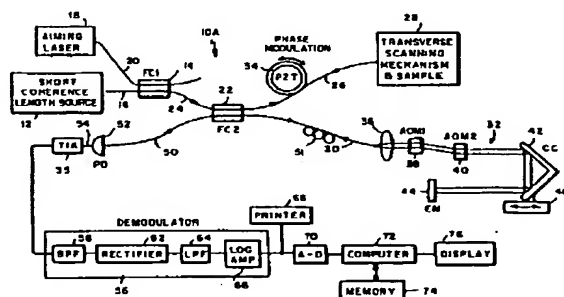 18
AIMING LASER
10A
PHASE MODULATION
28
TRANSVERSE SCANNING MECHANISM & SAMPLE
20
FC1
14
34
PZT
SHORT COHERENCE LENGTH SOURCE
16
24
22
FC2
26
12
54
52
TIA
PD
35
50
51
30
36
AOM1
38
AOM2
40
32
42
CC
44
EM
DEMODULATOR
68
PRINTER
BPF
RECTIFIER
62
LPF
64
LOG AMP
66
70
A-D
72
COMPUTER
76
DISPLAY
56
MEMORY
74